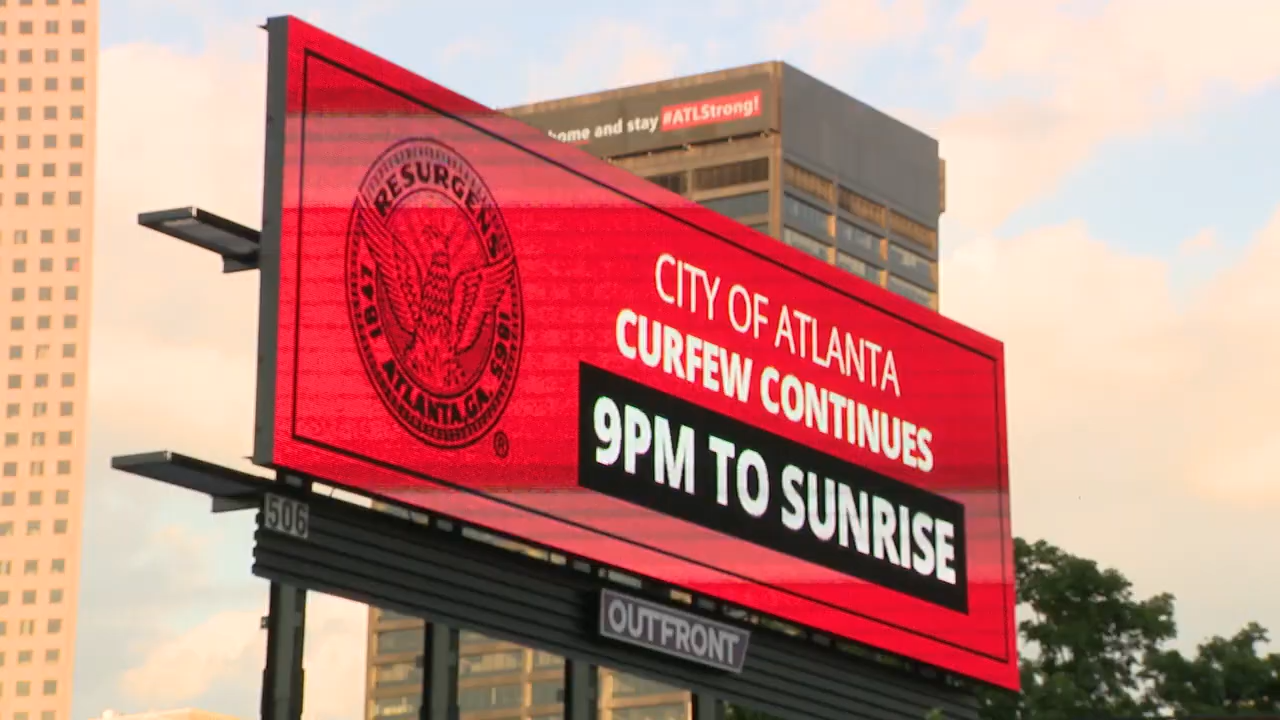 home and stay #ATLStrong!
RESURGENS
1847 1865
ATLANTA, GA.
®
CITY OF ATLANTA
CURFEW CONTINUES
9PM TO SUNRISE
506
OUTFRONT